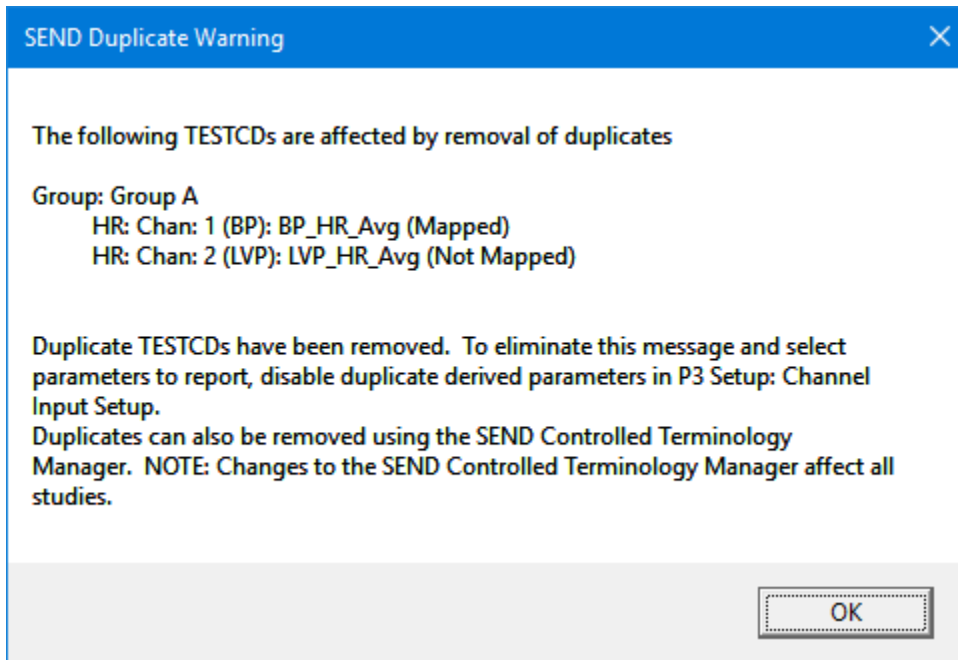 SEND Duplicate Warning
The following TESTCDs are affected by removal of duplicates
Group: Group A
HR: Chan: 1 (BP): BP_HR_Avg (Mapped)
HR: Chan: 2 (LVP): LVP_HR_Avg (Not Mapped)
Duplicate TESTCDs have been removed.  To eliminate this message and select
parameters to report, disable duplicate derived parameters in P3 Setup: Channel
Input Setup.
Duplicates can also be removed using the SEND Controlled Terminology
Manager.  NOTE: Changes to the SEND Controlled Terminology Manager affect all
studies.
OK